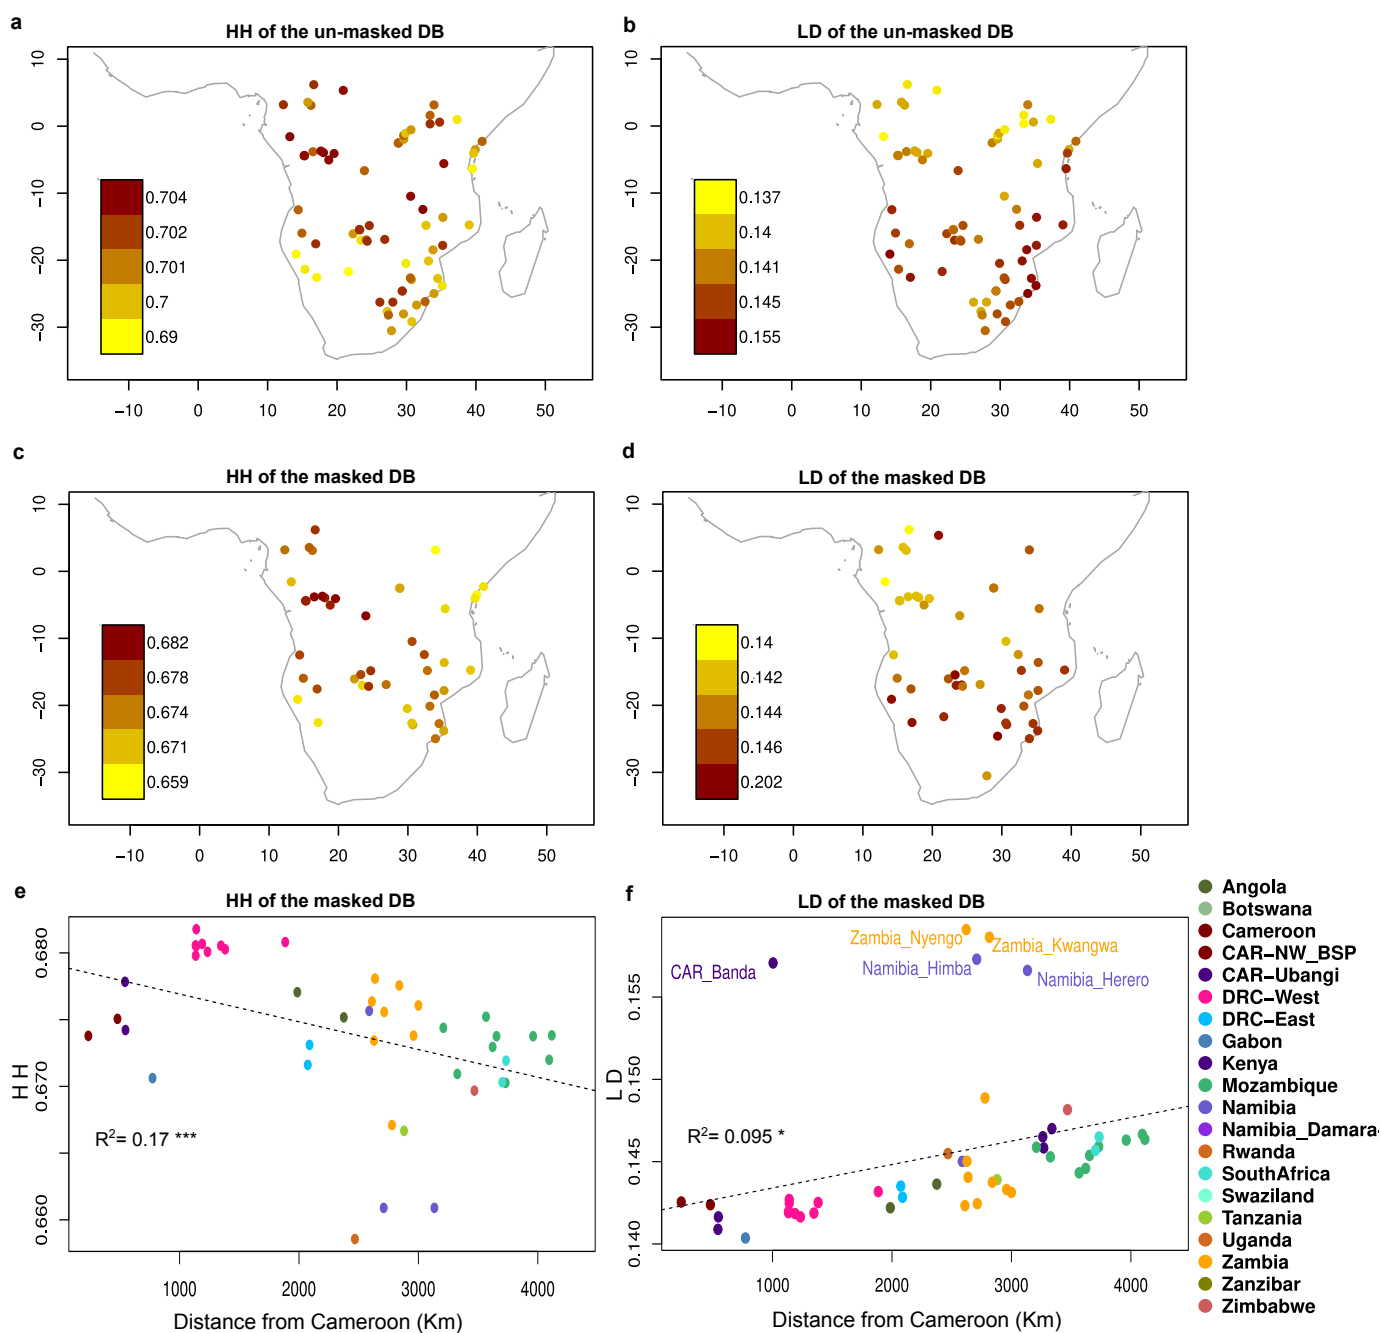 a
HH of the un-masked DB
10
0
−10
−20
−30
0.704
0.702
0.701
0.7
0.69
−10 0 10 20 30 40 50
b
LD of the un-masked DB
10
0
−10
−20
−30
0.137
0.14
0.141
0.145
0.155
−10 0 10 20 30 40 50
c
HH of the masked DB
10
0
−10
−20
−30
0.682
0.678
0.674
0.671
0.659
−10 0 10 20 30 40 50
d
LD of the masked DB
10
0
−10
−20
−30
0.14
0.142
0.144
0.146
0.202
−10 0 10 20 30 40 50
e
HH of the masked DB
0.680
0.670
0.660
H H
R²= 0.17 ***
1000 2000 3000 4000
Distance from Cameroon (Km)
f
LD of the masked DB
0.155
0.150
0.145
0.140
L D
Zambia_Nyengo
Zambia_Kwangwa
CAR_Banda
Namibia_Himba
Namibia_Herero
R²= 0.095 *
1000 2000 3000 4000
Distance from Cameroon (Km)
Angola
Botswana
Cameroon
CAR−NW_BSP
CAR−Ubangi
DRC−West
DRC−East
Gabon
Kenya
Mozambique
Namibia
Namibia_Damara-
Rwanda
SouthAfrica
Swaziland
Tanzania
Uganda
Zambia
Zanzibar
Zimbabwe